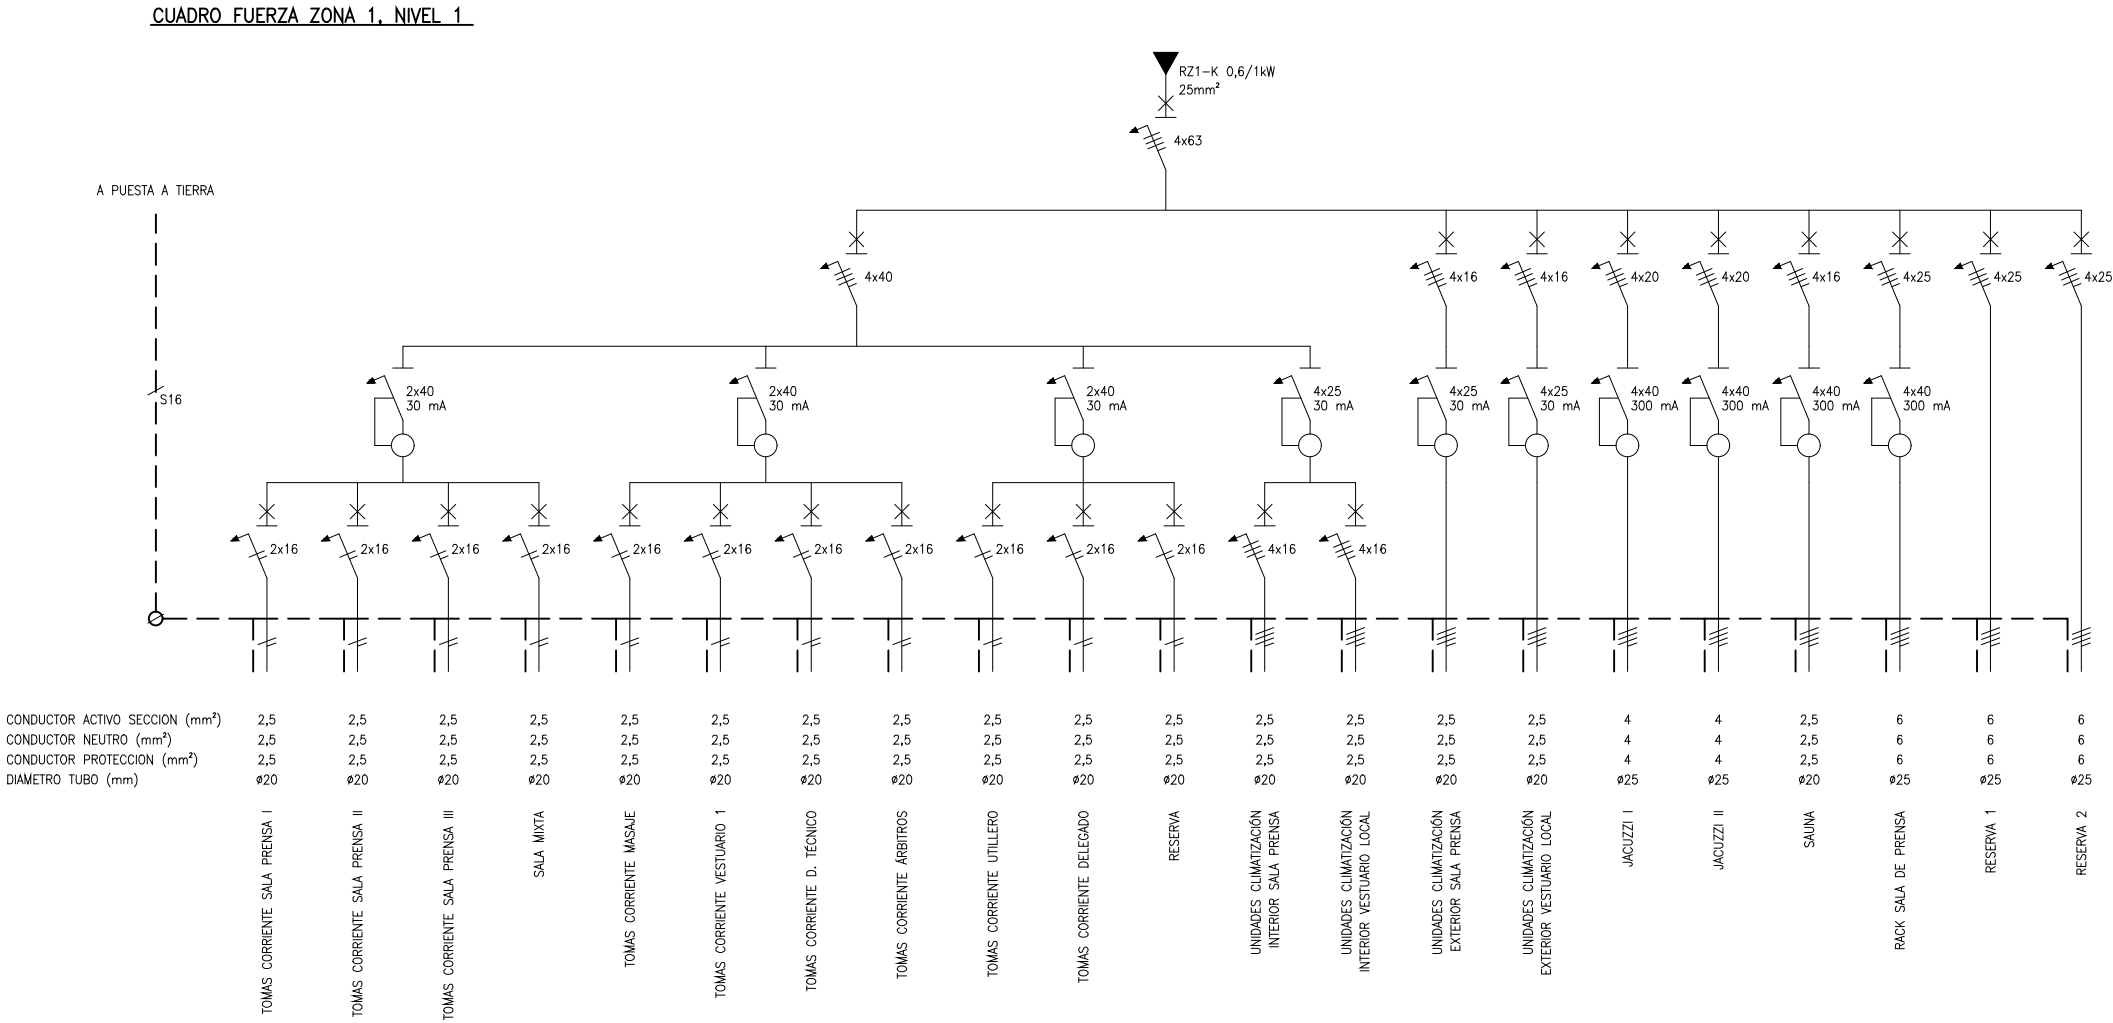 CUADRO FUERZA ZONA 1, NIVEL 1
RZ1-K 0,6/1kW
25mm²
4x63
A PUESTA A TIERRA
S16
4x40
4x16
4x16
4x20
4x20
4x16
4x25
4x25
4x25
2x40
30 mA
2x40
30 mA
2x40
30 mA
4x25
30 mA
4x25
30 mA
4x25
30 mA
4x40
300 mA
4x40
300 mA
4x40
300 mA
4x40
300 mA
2x16
2x16
2x16
2x16
2x16
2x16
2x16
2x16
2x16
2x16
2x16
4x16
4x16
CONDUCTOR ACTIVO SECCION (mm²) 2,5 2,5 2,5 2,5 2,5 2,5 2,5 2,5 2,5 2,5 2,5 2,5 2,5 2,5 2,5 4 4 2,5 6 6 6
CONDUCTOR NEUTRO (mm²) 2,5 2,5 2,5 2,5 2,5 2,5 2,5 2,5 2,5 2,5 2,5 2,5 2,5 2,5 2,5 4 4 2,5 6 6 6
CONDUCTOR PROTECCION (mm²) 2,5 2,5 2,5 2,5 2,5 2,5 2,5 2,5 2,5 2,5 2,5 2,5 2,5 2,5 2,5 4 4 2,5 6 6 6
DIAMETRO TUBO (mm) ø20 ø20 ø20 ø20 ø20 ø20 ø20 ø20 ø20 ø20 ø20 ø20 ø20 ø20 ø20 ø25 ø25 ø20 ø25 ø25 ø25
TOMAS CORRIENTE SALA PRENSA I
TOMAS CORRIENTE SALA PRENSA II
TOMAS CORRIENTE SALA PRENSA III
SALA MIXTA
TOMAS CORRIENTE MASAJE
TOMAS CORRIENTE VESTUARIO 1
TOMAS CORRIENTE D. TÉCNICO
TOMAS CORRIENTE ÁRBITROS
TOMAS CORRIENTE UTILLERO
TOMAS CORRIENTE DELEGADO
RESERVA
UNIDADES CLIMATIZACIÓN
INTERIOR SALA PRENSA
UNIDADES CLIMATIZACIÓN
INTERIOR VESTUARIO LOCAL
UNIDADES CLIMATIZACIÓN
EXTERIOR SALA PRENSA
UNIDADES CLIMATIZACIÓN
EXTERIOR VESTUARIO LOCAL
JACUZZI I
JACUZZI II
SAUNA
RACK SALA DE PRENSA
RESERVA 1
RESERVA 2